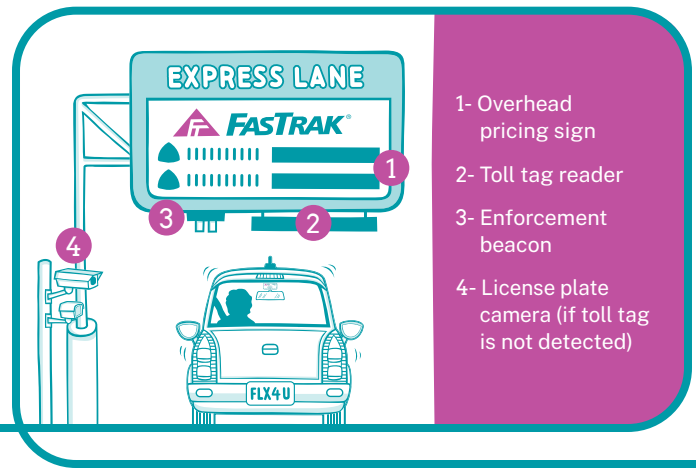 EXPRESS LANE
FT FASTRAK®
1
2
3
4
FLX4U
1- Overhead
pricing sign
2- Toll tag reader
3- Enforcement
beacon
4- License plate
camera (if toll tag
is not detected)